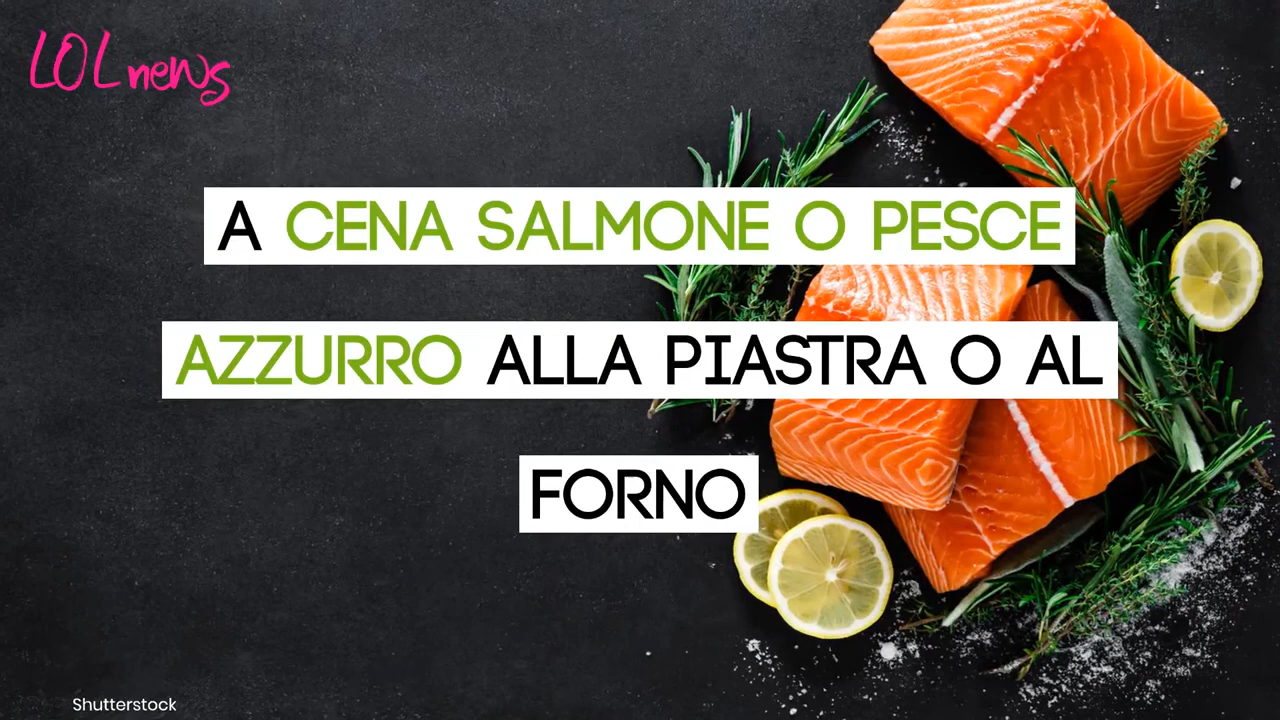 LOL news
A CENA SALMONE O PESCE
AZZURRO ALLA PIASTRA O AL
FORNO
Shutterstock